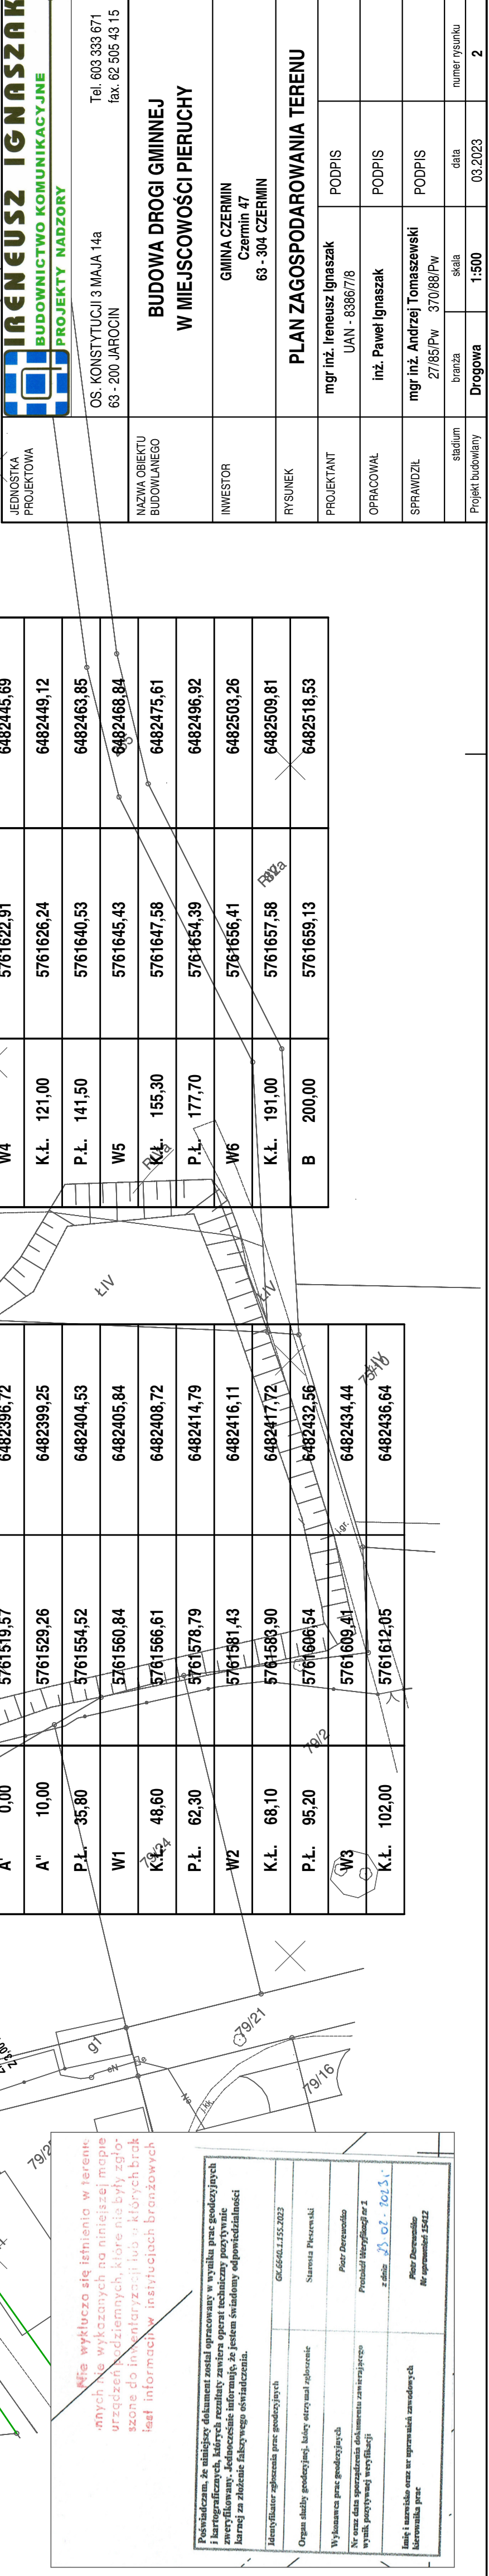 IRENEUSZ IGNASZAK
BUDOWNICTWO KOMUNIKACYJNE
PROJEKTY NADZORY
JEDNOSTKA
PROJEKTOWA
OS. KONSTYTUCJI 3 MAJA 14a
63 - 200 JAROCIN
Tel. 603 333 671
fax. 62 505 43 15
NAZWA OBIEKTU
BUDOWLANEGO
BUDOWA DROGI GMINNEJ
W MIEJSCOWOŚCI PIERUCHY
INWESTOR
GMINA CZERMIN
Czermin 47
63 - 304 CZERMIN
RYSUNEK
PLAN ZAGOSPODAROWANIA TERENU
PROJEKTANT
mgr inż. Ireneusz Ignaszak
UAN - 8386/7/8
PODPIS
OPRACOWAŁ
inż. Paweł Ignaszak
PODPIS
SPRAWDZIŁ
mgr inż. Andrzej Tomaszewski
27/85/Pw 370/88/Pw
PODPIS
stadium branża skala data numer rysunku
Projekt budowlany Drogowa 1:500 03.2023 2
W4 5761622,91 6482445,69
K.Ł. 121,00 5761626,24 6482449,12
P.Ł. 141,50 5761640,53 6482463,85
W5 5761645,43 6482468,84
K.Ł. 155,30 5761647,58 6482475,61
P.Ł. 177,70 5761654,39 6482496,92
W6 5761656,41 6482503,26
K.Ł. 191,00 5761657,58 6482509,81
B 200,00 5761659,13 6482518,53
A' 0,00 5761519,57 6482396,72
A" 10,00 5761529,26 6482399,25
P.Ł. 35,80 5761554,52 6482404,53
W1 5761560,84 6482405,84
K.Ł. 48,60 5761566,61 6482408,72
P.Ł. 62,30 5761578,79 6482414,79
W2 5761581,43 6482416,11
K.Ł. 68,10 5761583,90 6482417,72
P.Ł. 95,20 5761606,54 6482432,56
W3 5761609,41 6482434,44
K.Ł. 102,00 5761612,05 6482436,64
ŁIV
ŁIV
79/2
79/24
79/21
79/16
g1
eN
eN
j.kk
j.gr.
Nie wyklucza się istnienia w terenie
innych nie wykazanych na niniejszej mapie
urządzeń podziemnych, które nie były zgło-
szone do inwentaryzacji lub o których brak
jest informacji w instytucjach branżowych
Poświadczam, że niniejszy dokument został opracowany w wyniku prac geodezyjnych
i kartograficznych, których rezultaty zawiera operat techniczny pozytywnie
zweryfikowany. Jednocześnie informuję, że jestem świadomy odpowiedzialności
karnej za złożenie fałszywego oświadczenia.
Identyfikator zgłoszenia prac geodezyjnych GK.6640.1.155.2023
Organ służby geodezyjnej, który otrzymał zgłoszenie Starosta Pleszewski
Wykonawca prac geodezyjnych Piotr Derewońko
Nr oraz data sporządzenia dokumentu zawierającego
wynik pozytywnej weryfikacji
Protokół Weryfikacji nr 1
z dnia 23.02.2023r.
Imię i nazwisko oraz nr uprawnień zawodowych
kierownika prac
Piotr Derewońko
Nr uprawnień 15412